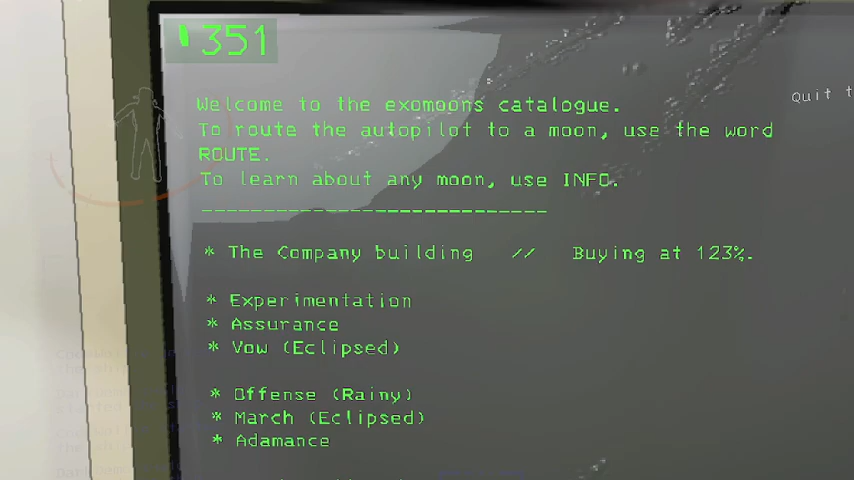 351
Quit t
Welcome to the exomoons catalogue.
To route the autopilot to a moon, use the word
ROUTE.
To learn about any moon, use INFO.
----------------------------
* The Company building // Buying at 123%.
* Experimentation
* Assurance
* Vow (Eclipsed)
* Offense (Rainy)
* March (Eclipsed)
* Adamance